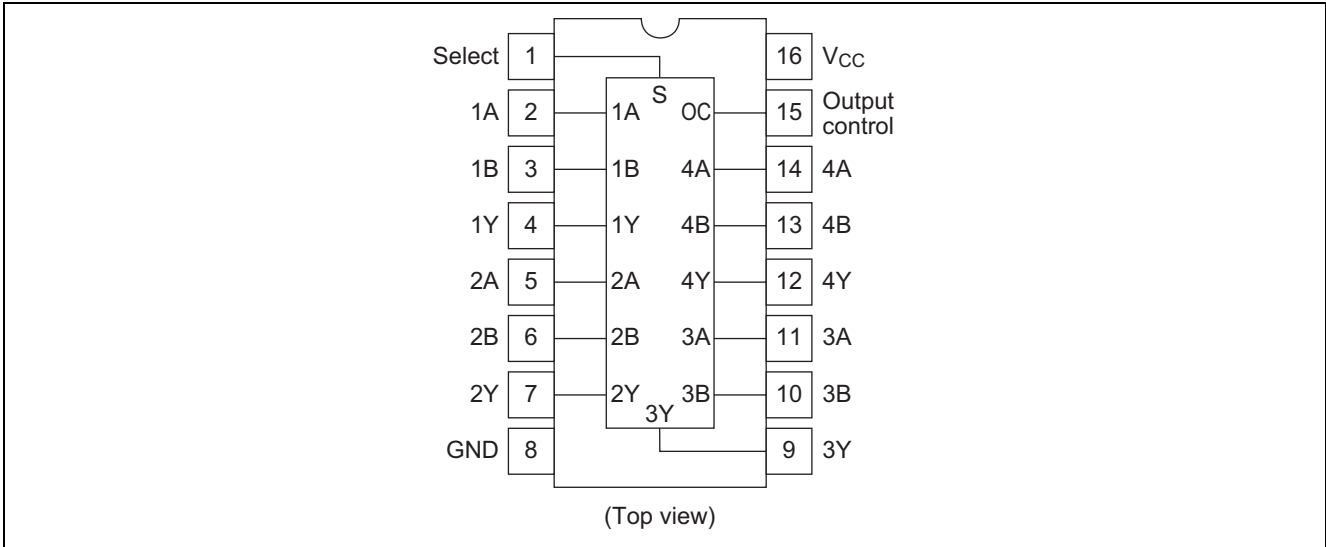 Select 1 16 VCC
S
1A 2 1A OC 15 Output control
1B 3 1B 4A 14 4A
1Y 4 1Y 4B 13 4B
2A 5 2A 4Y 12 4Y
2B 6 2B 3A 11 3A
2Y 7 2Y 3B 10 3B
3Y
GND 8 9 3Y
(Top view)